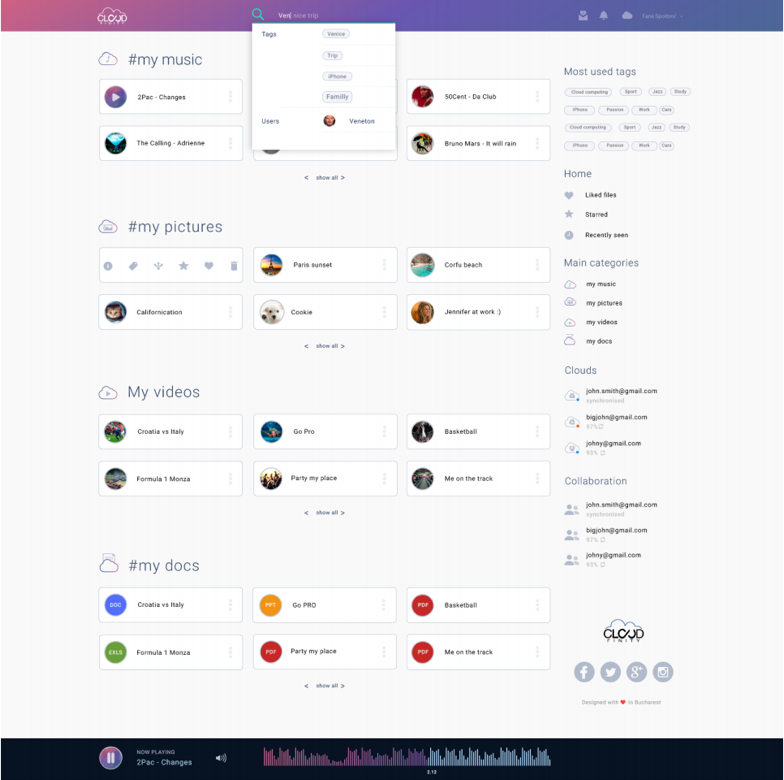 CLOUD
FINITY
Ven nice trip
Tags
Venice
Trip
iPhone
Familly
Users
Veneton
#my music
2Pac - Changes
50Cent - Da Club
The Calling - Adrienne
Bruno Mars - It will rain
< show all >
#my pictures
Paris sunset
Corfu beach
Californication
Cookie
Jennifer at work :)
< show all >
My videos
Croatia vs Italy
Go Pro
Basketball
Formula 1 Monza
Party my place
Me on the track
< show all >
#my docs
DOC Croatia vs Italy
PPT Go PRO
PDF Basketball
EXLS Formula 1 Monza
PDF Party my place
PDF Me on the track
< show all >
Most used tags
Cloud computing Sport Jazz Study
iPhone Passion Work Cars
Cloud computing Sport Jazz Study
iPhone Passion Work Cars
Home
Liked files
Starred
Recently seen
Main categories
my music
my pictures
my videos
my docs
Clouds
john.smith@gmail.com
synchronised
bigjohn@gmail.com
97%
johny@gmail.com
93%
Collaboration
john.smith@gmail.com
synchronised
bigjohn@gmail.com
97%
johny@gmail.com
93%
CLOUD
FINITY
Designed with ❤ in Bucharest
NOW PLAYING
2Pac - Changes
2:12